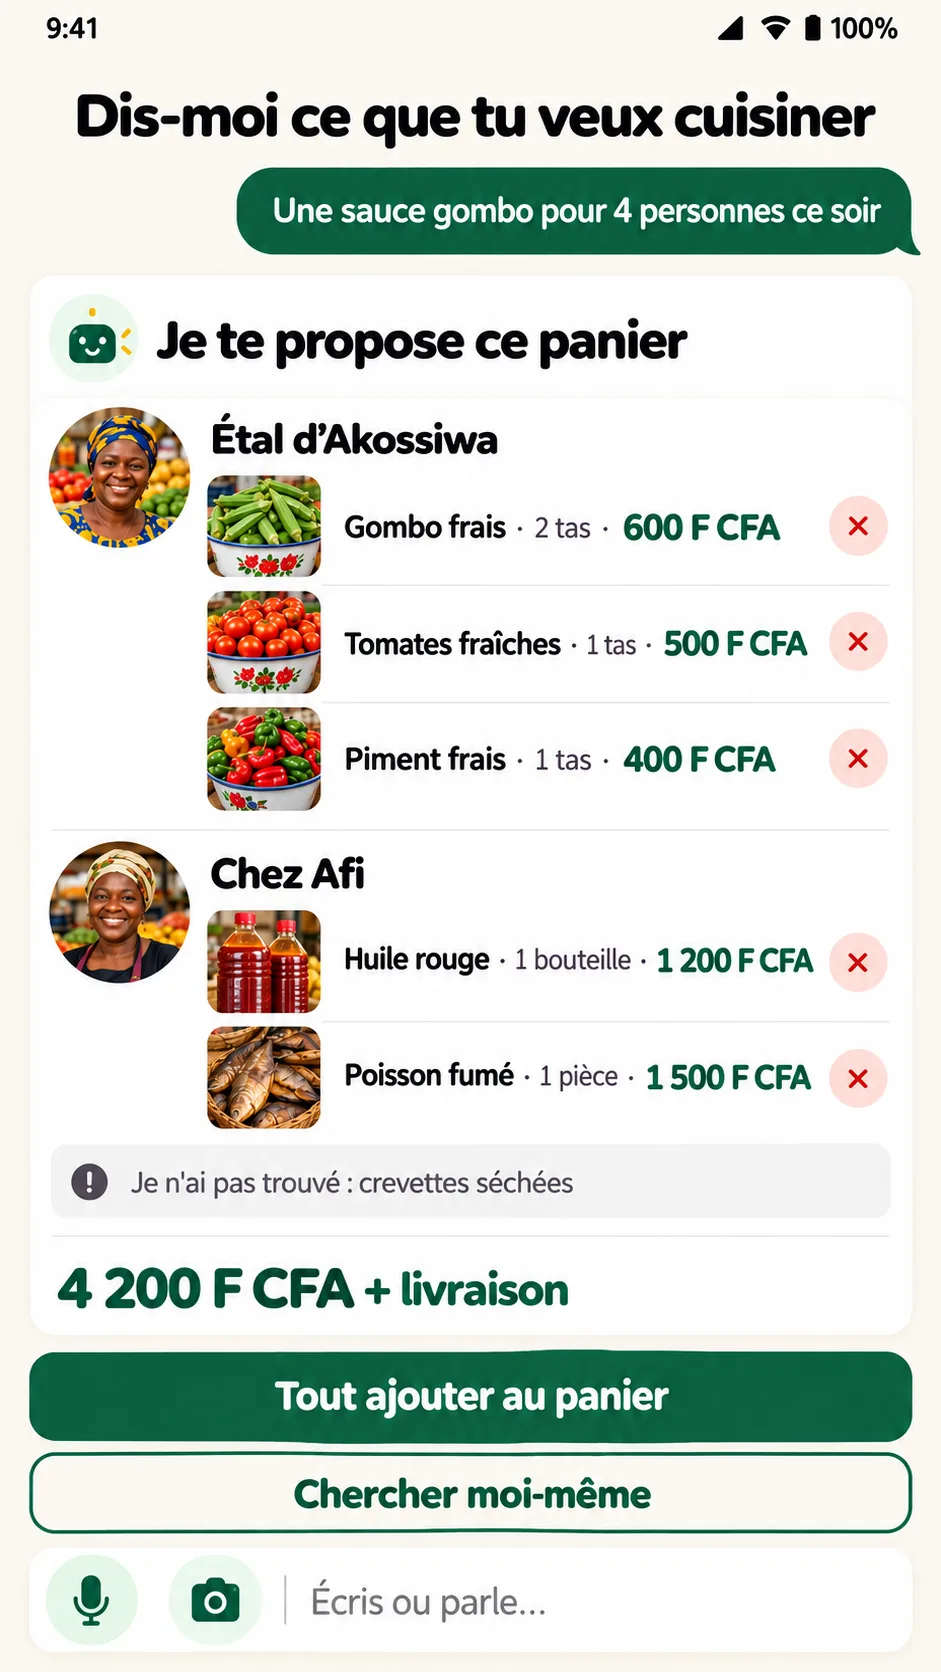 9:41 100%
Dis-moi ce que tu veux cuisiner
Une sauce gombo pour 4 personnes ce soir
Je te propose ce panier
Étal d’Akossiwa
Gombo frais · 2 tas · 600 F CFA
Tomates fraîches · 1 tas · 500 F CFA
Piment frais · 1 tas · 400 F CFA
Chez Afi
Huile rouge · 1 bouteille · 1 200 F CFA
Poisson fumé · 1 pièce · 1 500 F CFA
Je n'ai pas trouvé : crevettes séchées
4 200 F CFA + livraison
Tout ajouter au panier
Chercher moi-même
Écris ou parle...